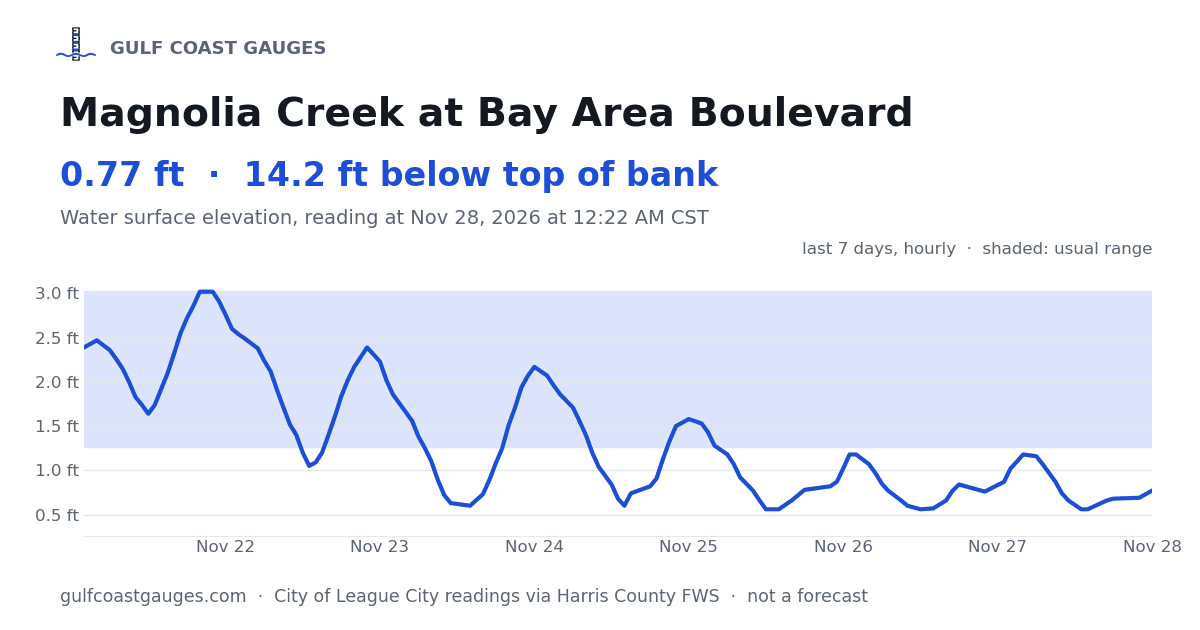 GULF COAST GAUGES
Magnolia Creek at Bay Area Boulevard
0.77 ft · 14.2 ft below top of bank
Water surface elevation, reading at Nov 28, 2026 at 12:22 AM CST
last 7 days, hourly · shaded: usual range
3.0 ft
2.5 ft
2.0 ft
1.5 ft
1.0 ft
0.5 ft
Nov 22 Nov 23 Nov 24 Nov 25 Nov 26 Nov 27 Nov 28
gulfcoastgauges.com · City of League City readings via Harris County FWS · not a forecast